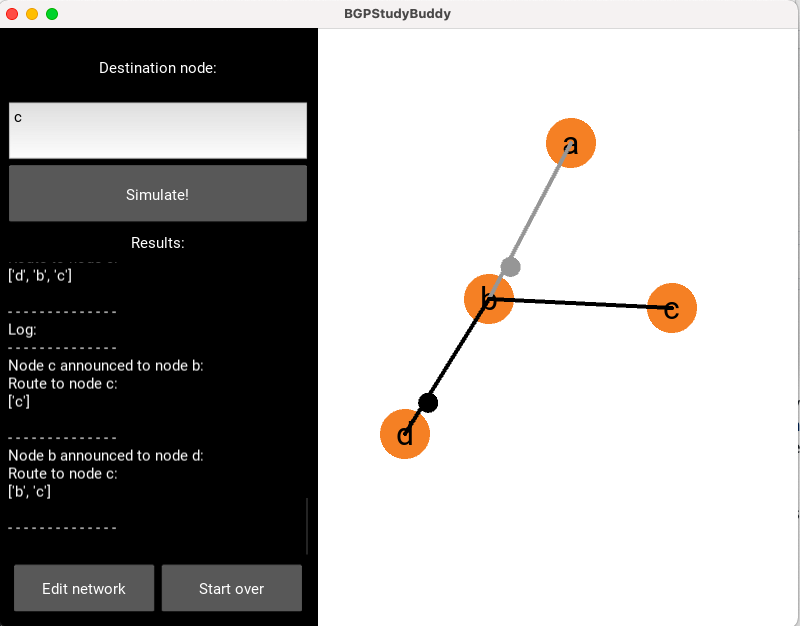 BGPStudyBuddy
Destination node:
c
Simulate!
Results:
['d', 'b', 'c']
- - - - - - - - - - - - - -
Log:
- - - - - - - - - - - - - -
Node c announced to node b:
Route to node c:
['c']
- - - - - - - - - - - - - -
Node b announced to node d:
Route to node c:
['b', 'c']
- - - - - - - - - - - - - -
Edit network
Start over
a
b
c
d